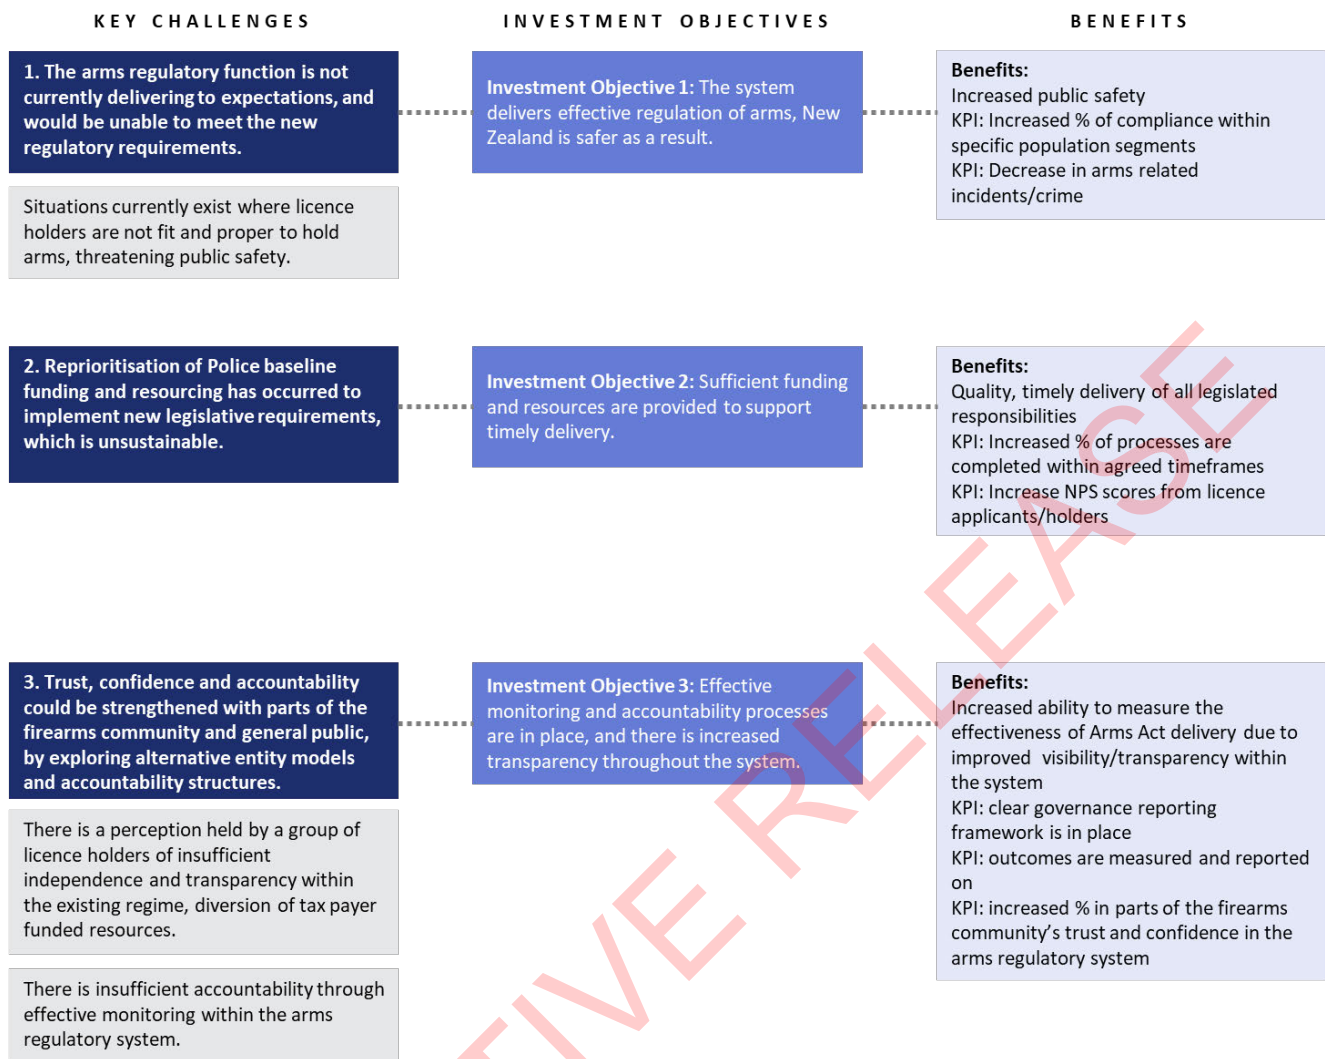 KEY CHALLENGES
INVESTMENT OBJECTIVES
BENEFITS
1. The arms regulatory function is not
currently delivering to expectations, and
would be unable to meet the new
regulatory requirements.
Situations currently exist where licence
holders are not fit and proper to hold
arms, threatening public safety.
Investment Objective 1: The system
delivers effective regulation of arms, New
Zealand is safer as a result.
Benefits:
Increased public safety
KPI: Increased % of compliance within
specific population segments
KPI: Decrease in arms related
incidents/crime
2. Reprioritisation of Police baseline
funding and resourcing has occurred to
implement new legislative requirements,
which is unsustainable.
Investment Objective 2: Sufficient funding
and resources are provided to support
timely delivery.
Benefits:
Quality, timely delivery of all legislated
responsibilities
KPI: Increased % of processes are
completed within agreed timeframes
KPI: Increase NPS scores from licence
applicants/holders
3. Trust, confidence and accountability
could be strengthened with parts of the
firearms community and general public,
by exploring alternative entity models
and accountability structures.
There is a perception held by a group of
licence holders of insufficient
independence and transparency within
the existing regime, diversion of tax payer
funded resources.
There is insufficient accountability through
effective monitoring within the arms
regulatory system.
Investment Objective 3: Effective
monitoring and accountability processes
are in place, and there is increased
transparency throughout the system.
Benefits:
Increased ability to measure the
effectiveness of Arms Act delivery due to
improved visibility/transparency within
the system
KPI: clear governance reporting
framework is in place
KPI: outcomes are measured and reported
on
KPI: increased % in parts of the firearms
community's trust and confidence in the
arms regulatory system
TIVE RELEASE